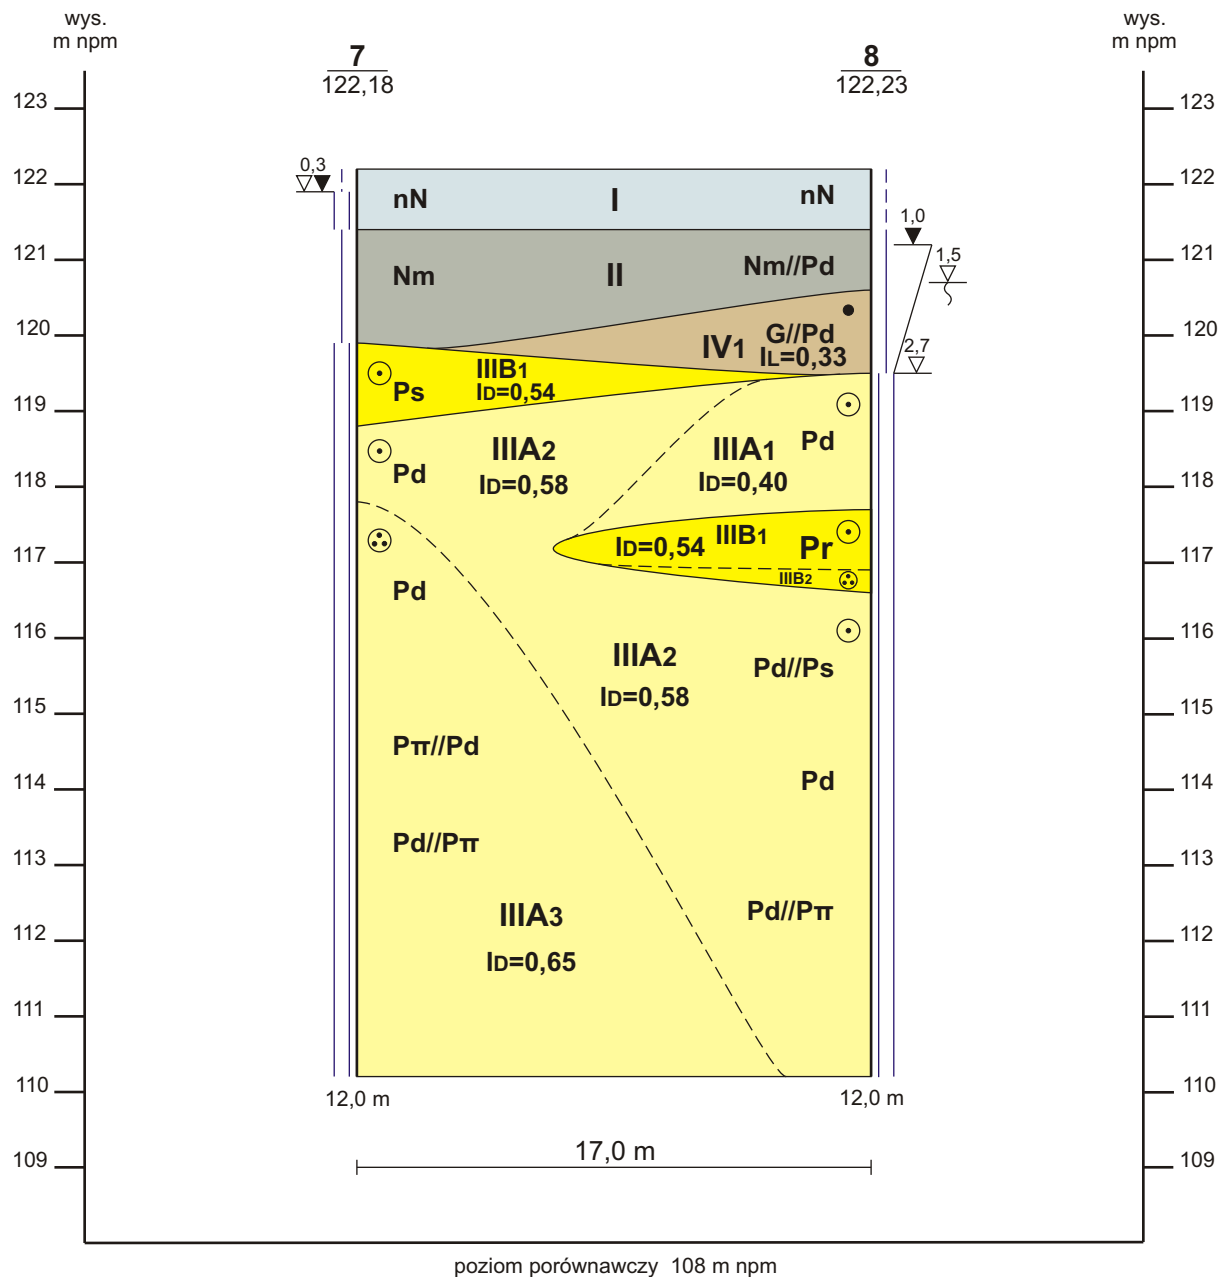 wys.
m npm
wys.
m npm
7
122,18
8
122,23
123
123
0,3
122
122
nN
I
nN
1,0
121
121
Nm
II
Nm//Pd
1,5
120
120
G//Pd
IV1
IL=0,33
2,7
IIIB1
ID=0,54
Ps
119
119
IIIA2
ID=0,58
IIIA1
ID=0,40
Pd
Pd
118
118
IIIB1
ID=0,54
Pr
117
117
IIIB2
Pd
116
116
IIIA2
ID=0,58
Pd//Ps
115
115
Pπ//Pd
Pd
114
114
Pd//Pπ
113
113
IIIA3
Pd//Pπ
112
112
ID=0,65
111
111
110
110
12,0 m
12,0 m
17,0 m
109
109
poziom porównawczy 108 m npm